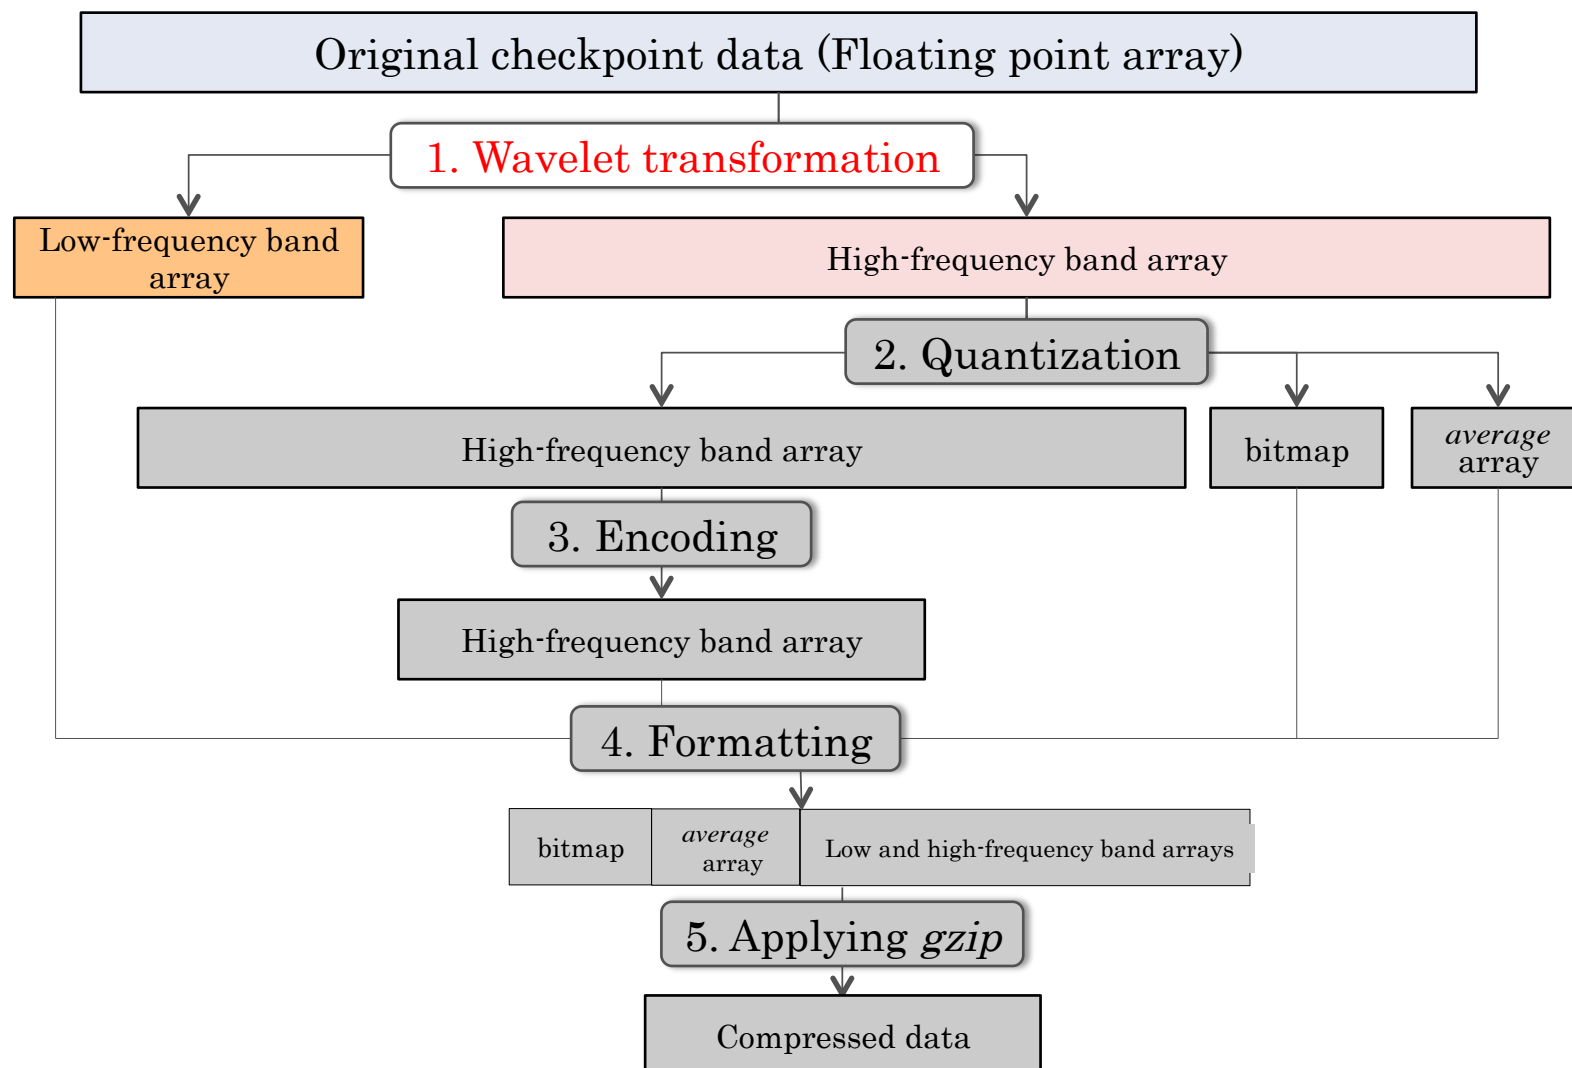 Original checkpoint data (Floating point array)
1. Wavelet transformation
Low-frequency band
array
High-frequency band array
2. Quantization
High-frequency band array
bitmap
average
array
3. Encoding
High-frequency band array
4. Formatting
bitmap
average
array
Low and high-frequency band arrays
5. Applying gzip
Compressed data